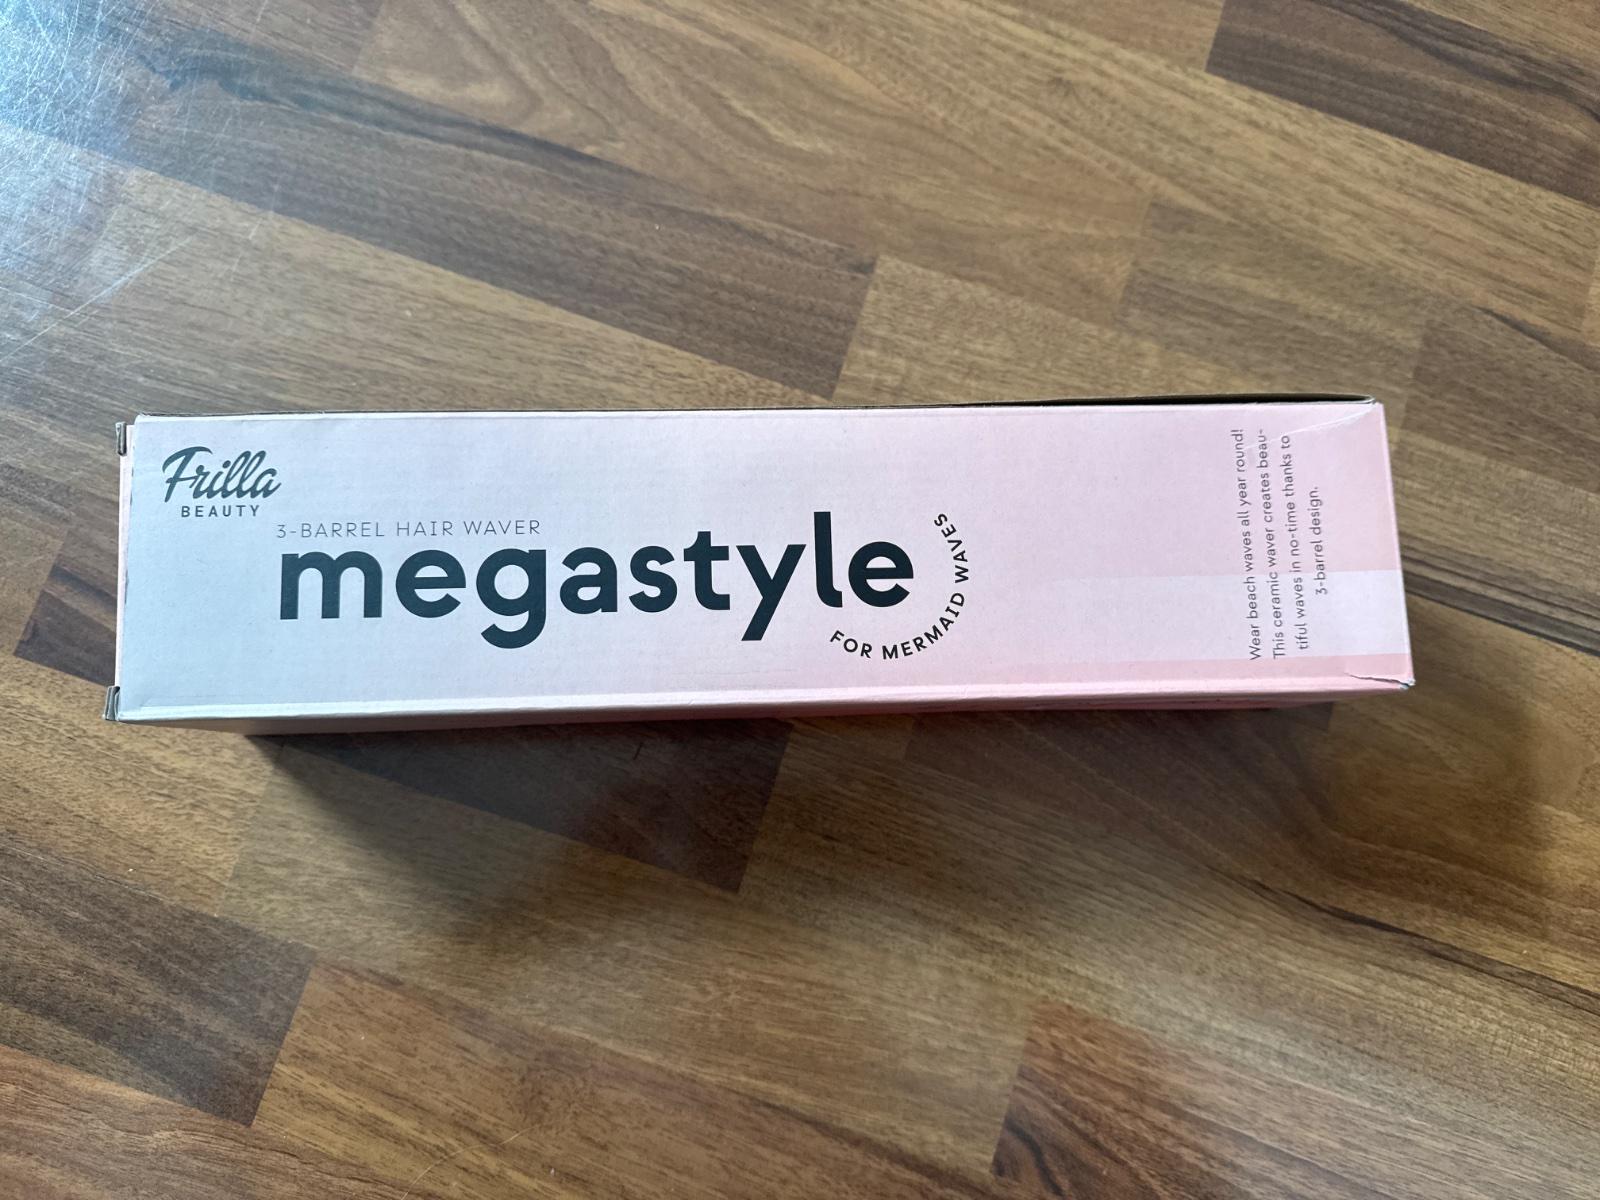 Frilla
BEAUTY
3-BARREL HAIR WAVER
megastyle
FOR MERMAID WAVES
Wear beach waves all year round!
This ceramic waver creates beau-
tiful waves in no-time thanks to
3-barrel design.